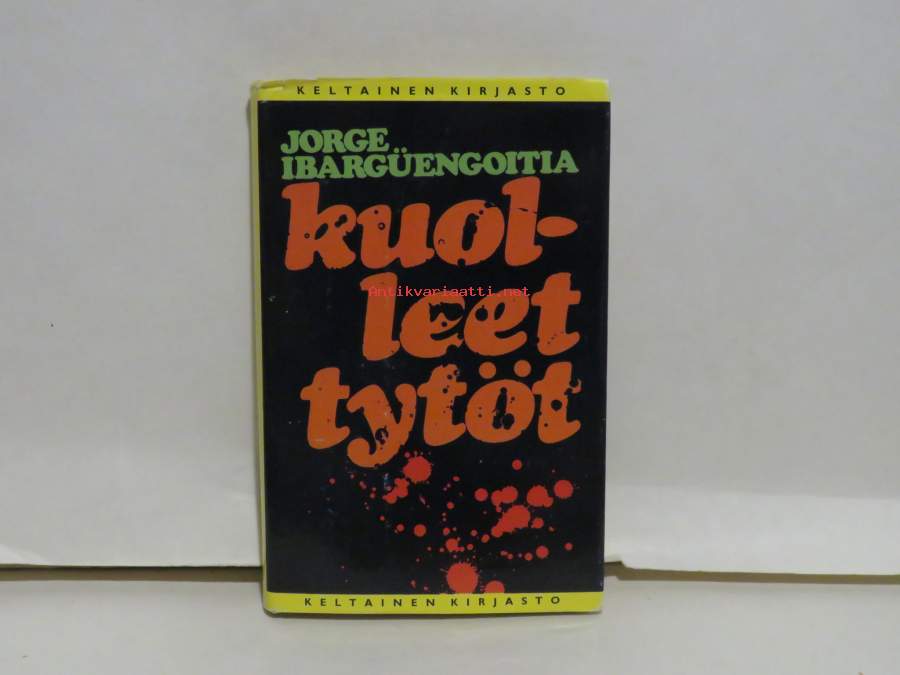 KELTAINEN KIRJASTO
JORGE
IBARGÜENGOITIA
kuol-
leet
tytöt
Antikvariaatti.net
KELTAINEN KIRJASTO